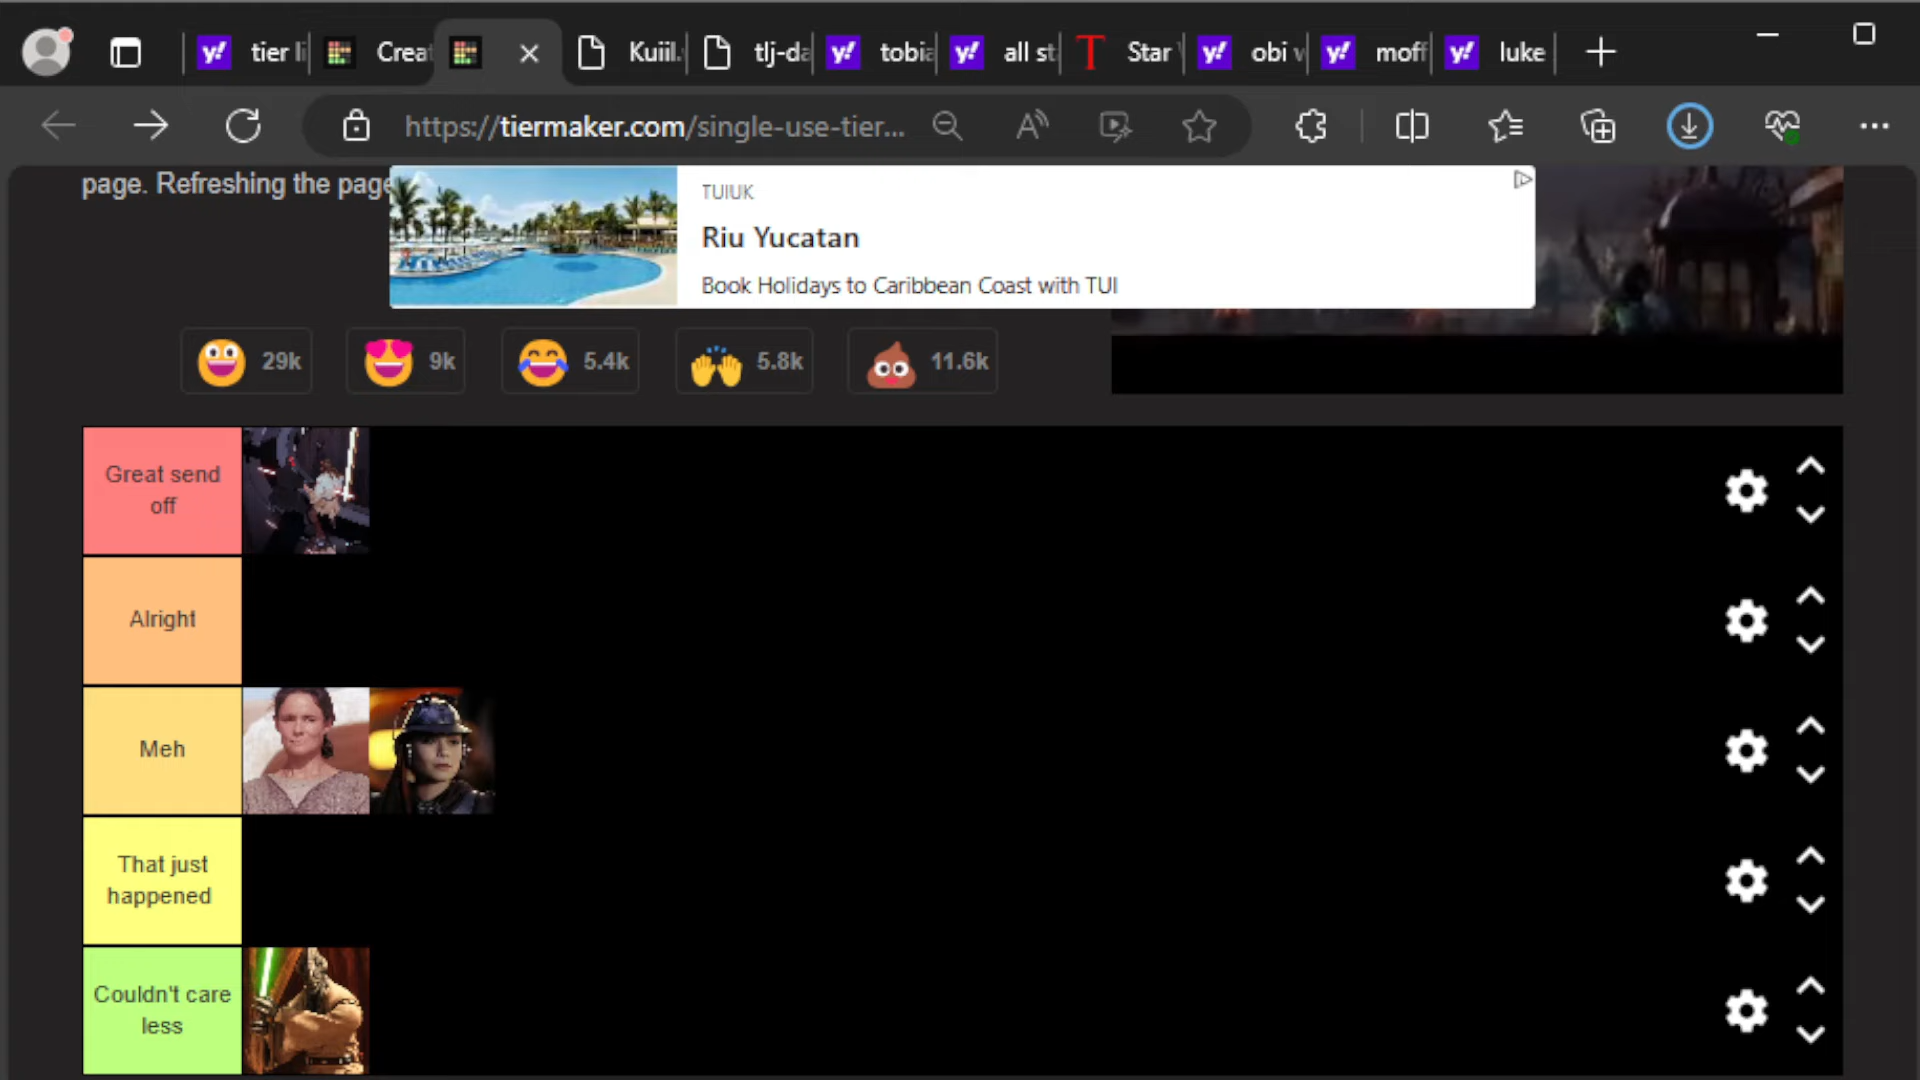 tier li
Creat
Kuiil.
tlj-da
tobia
all st
Star
obi v
moff
luke
https://tiermaker.com/single-use-tier...
page. Refreshing the page
TUIUK
Riu Yucatan
Book Holidays to Caribbean Coast with TUI
29k
9k
5.4k
5.8k
11.6k
Great send
off
Alright
Meh
That just
happened
Couldn't care
less